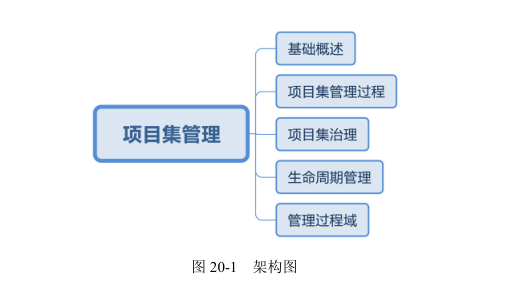 基础概述
项目集管理过程
项目集管理
项目集治理
生命周期管理
管理过程域
图 20-1 架构图